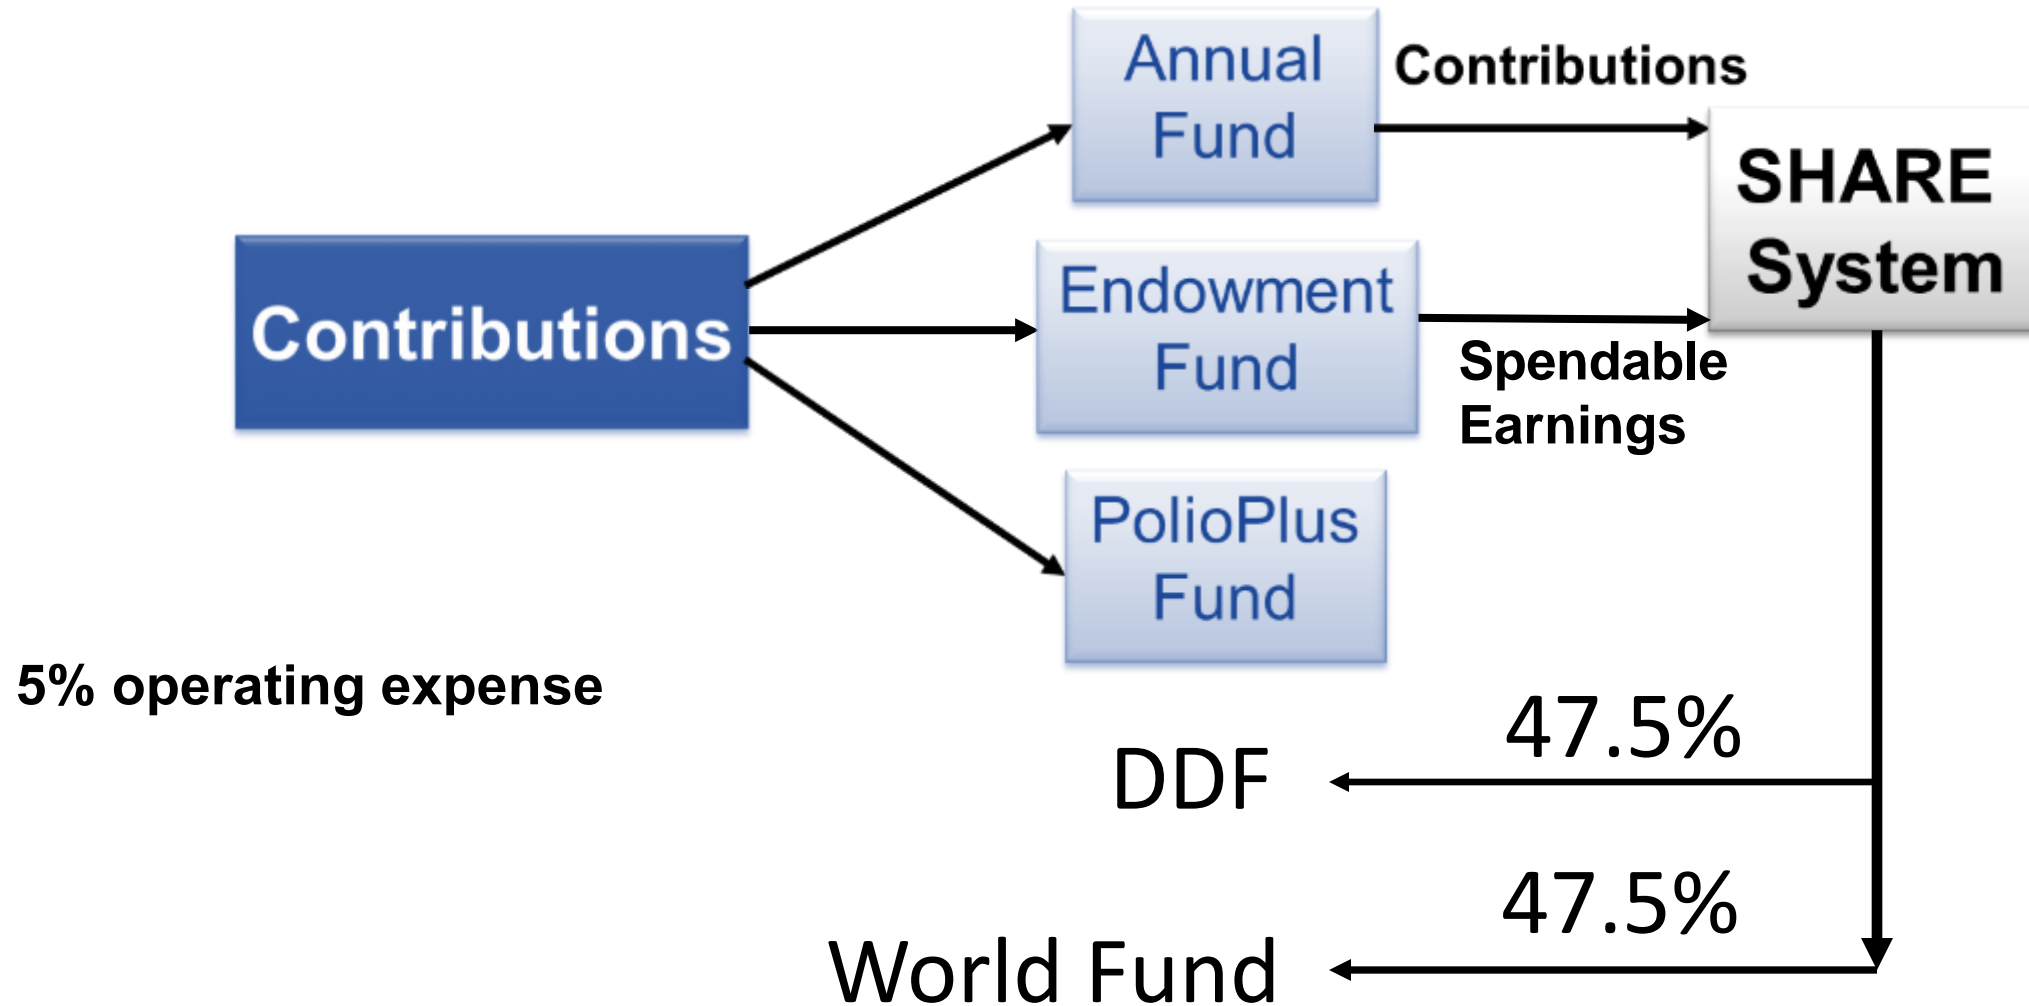 Annual
Fund
Contributions
SHARE
System
Contributions
Endowment
Fund
Spendable
Earnings
PolioPlus
Fund
5% operating expense
47.5%
DDF
47.5%
World Fund